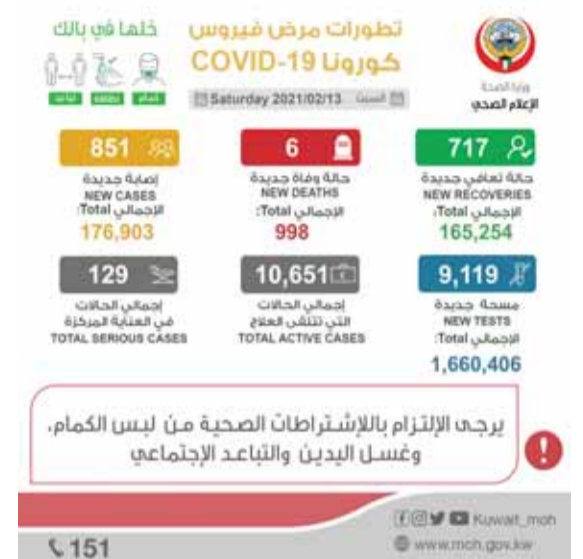 خلها في بالك
تطورات مرض فيروس
كورونا COVID-19
السبت Saturday 2021/02/13
وزارة الصحة
الإعلام الصحي
تباعد
كمام
851
إصابة جديدة
NEW CASES
الإجمالي Total:
176,903
6
حالة وفاة جديدة
NEW DEATHS
الإجمالي Total:
998
717
حالة تعافي جديدة
NEW RECOVERIES
الإجمالي Total:
165,254
129
إجمالي الحالات
في العناية المركزة
TOTAL SERIOUS CASES
10,651
إجمالي الحالات
التي تتلقى العلاج
TOTAL ACTIVE CASES
9,119
مسحة جديدة
NEW TESTS
الإجمالي Total:
1,660,406
يرجى الإلتزام باللإشتراطات الصحية من لبس الكمام،
وغسل اليدين والتباعد الإجتماعي
Kuwait_moh
www.moh.gov.kw
151